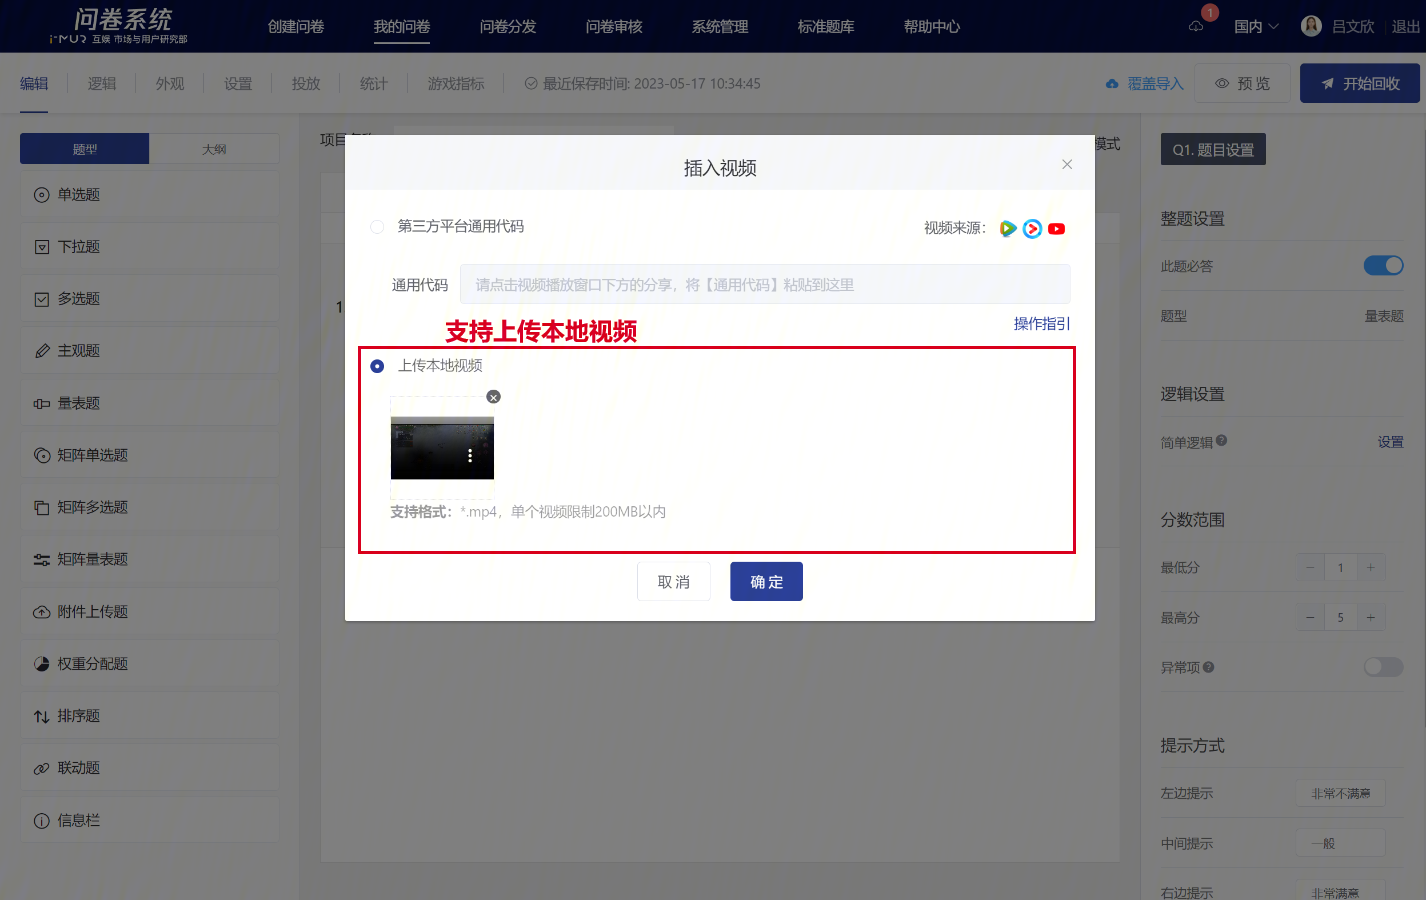 问卷系统
i-MUR 互娱 市场与用户研究部
创建问卷
我的问卷
问卷分发
问卷审核
系统管理
标准题库
帮助中心
1
国内
吕文欣
退出
编辑
逻辑
外观
设置
投放
统计
游戏指标
最近保存时间: 2023-05-17 10:34:45
覆盖导入
预 览
开始回收
题型
大纲
单选题
下拉题
多选题
主观题
量表题
矩阵单选题
矩阵多选题
矩阵量表题
附件上传题
权重分配题
排序题
联动题
信息栏
项目
模式
1
插入视频
第三方平台通用代码
视频来源：
通用代码
请点击视频播放窗口下方的分享，将【通用代码】粘贴到这里
操作指引
支持上传本地视频
上传本地视频
支持格式：*.mp4，单个视频限制200MB以内
取 消
确 定
Q1. 题目设置
整题设置
此题必答
题型
量表题
逻辑设置
简单逻辑
设置
分数范围
最低分
− 1 +
最高分
− 5 +
异常项
提示方式
左边提示
非常不满意
中间提示
一般
右边提示
非常满意